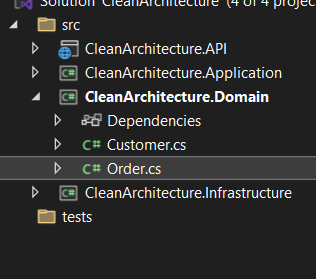 Solution 'CleanArchitecture' (4 of 4 projec
src
CleanArchitecture.API
C# CleanArchitecture.Application
C# CleanArchitecture.Domain
Dependencies
C# Customer.cs
C# Order.cs
C# CleanArchitecture.Infrastructure
tests